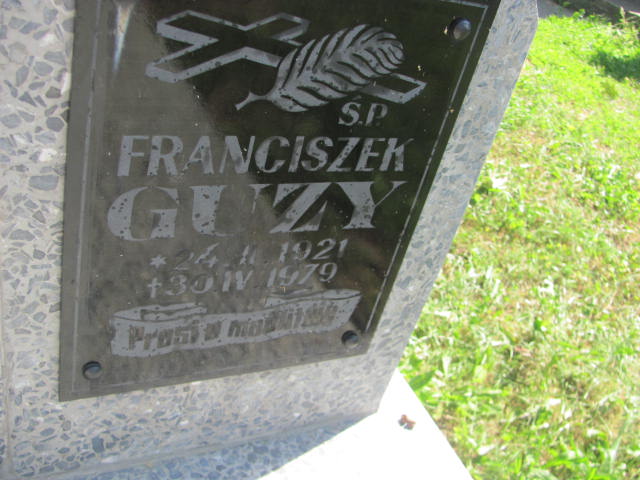 Ś.P.
FRANCISZEK
GUZY
* 24.II.1921
† 30.IV.1979
Prosi o modlitwę